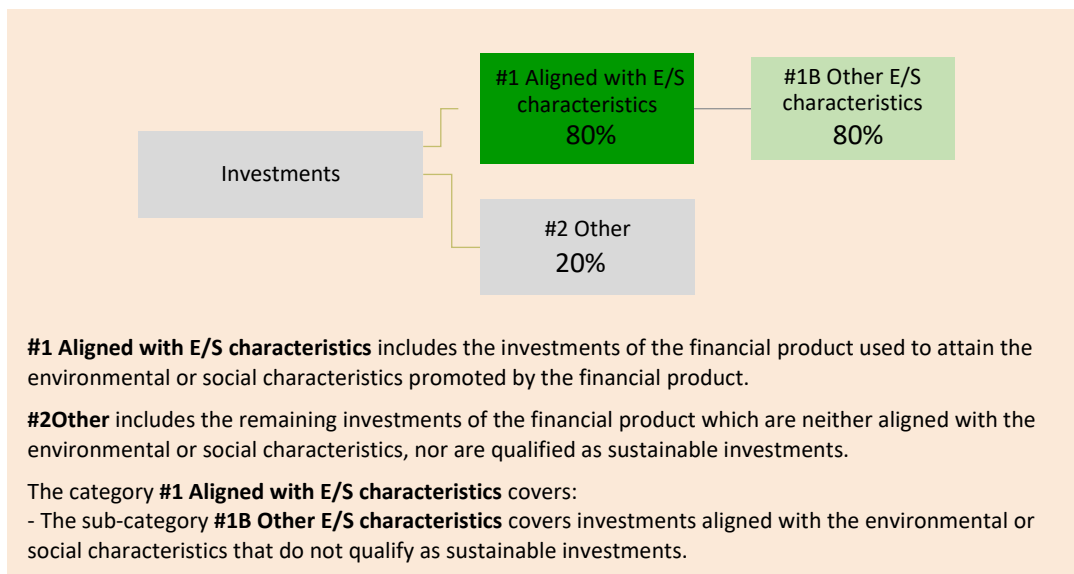 #1 Aligned with E/S
characteristics
80%
#1B Other E/S
characteristics
80%
Investments
#2 Other
20%
#1 Aligned with E/S characteristics includes the investments of the financial product used to attain the
environmental or social characteristics promoted by the financial product.
#2Other includes the remaining investments of the financial product which are neither aligned with the
environmental or social characteristics, nor are qualified as sustainable investments.
The category #1 Aligned with E/S characteristics covers:
- The sub-category #1B Other E/S characteristics covers investments aligned with the environmental or
social characteristics that do not qualify as sustainable investments.